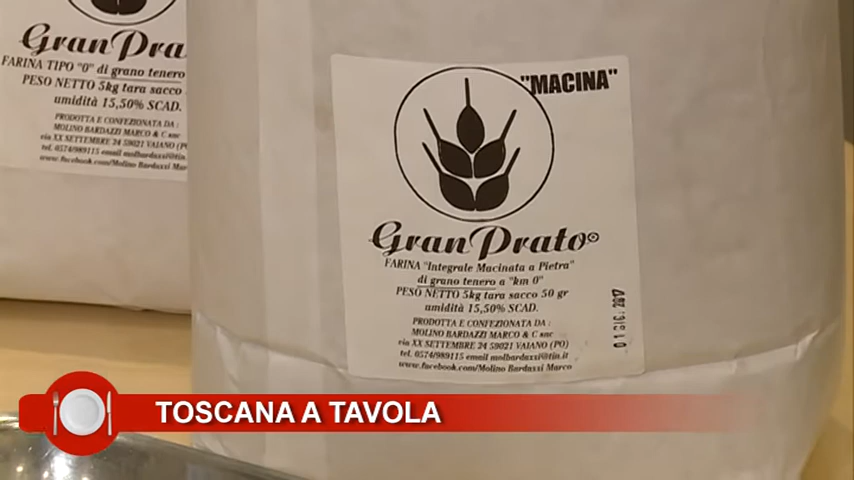 GranPrato
FARINA TIPO "0" di grano tenero
PESO NETTO 5kg tara sacco
umidità 15,50% SCAD.
PRODOTTA E CONFEZIONATA DA :
MOLINO BARDAZZI MARCO & C snc
via XX SETTEMBRE 24 59021 VAIANO (PO)
tel. 0574/989115 email molbardazzi@tin.it
www.facebook.com/Molino Bardazzi Marc
"MACINA"
GranPrato
FARINA "Integrale Macinata a Pietra"
di grano tenero a "km 0"
PESO NETTO 5kg tara sacco 50 gr
umidità 15,50% SCAD.
PRODOTTA E CONFEZIONATA DA :
MOLINO BARDAZZI MARCO & C snc
via XX SETTEMBRE 24 59021 VAIANO (PO)
tel. 0574/989115 email molbardazzi@tin.it
www.facebook.com/Molino Bardazzi Marco
TOSCANA A TAVOLA